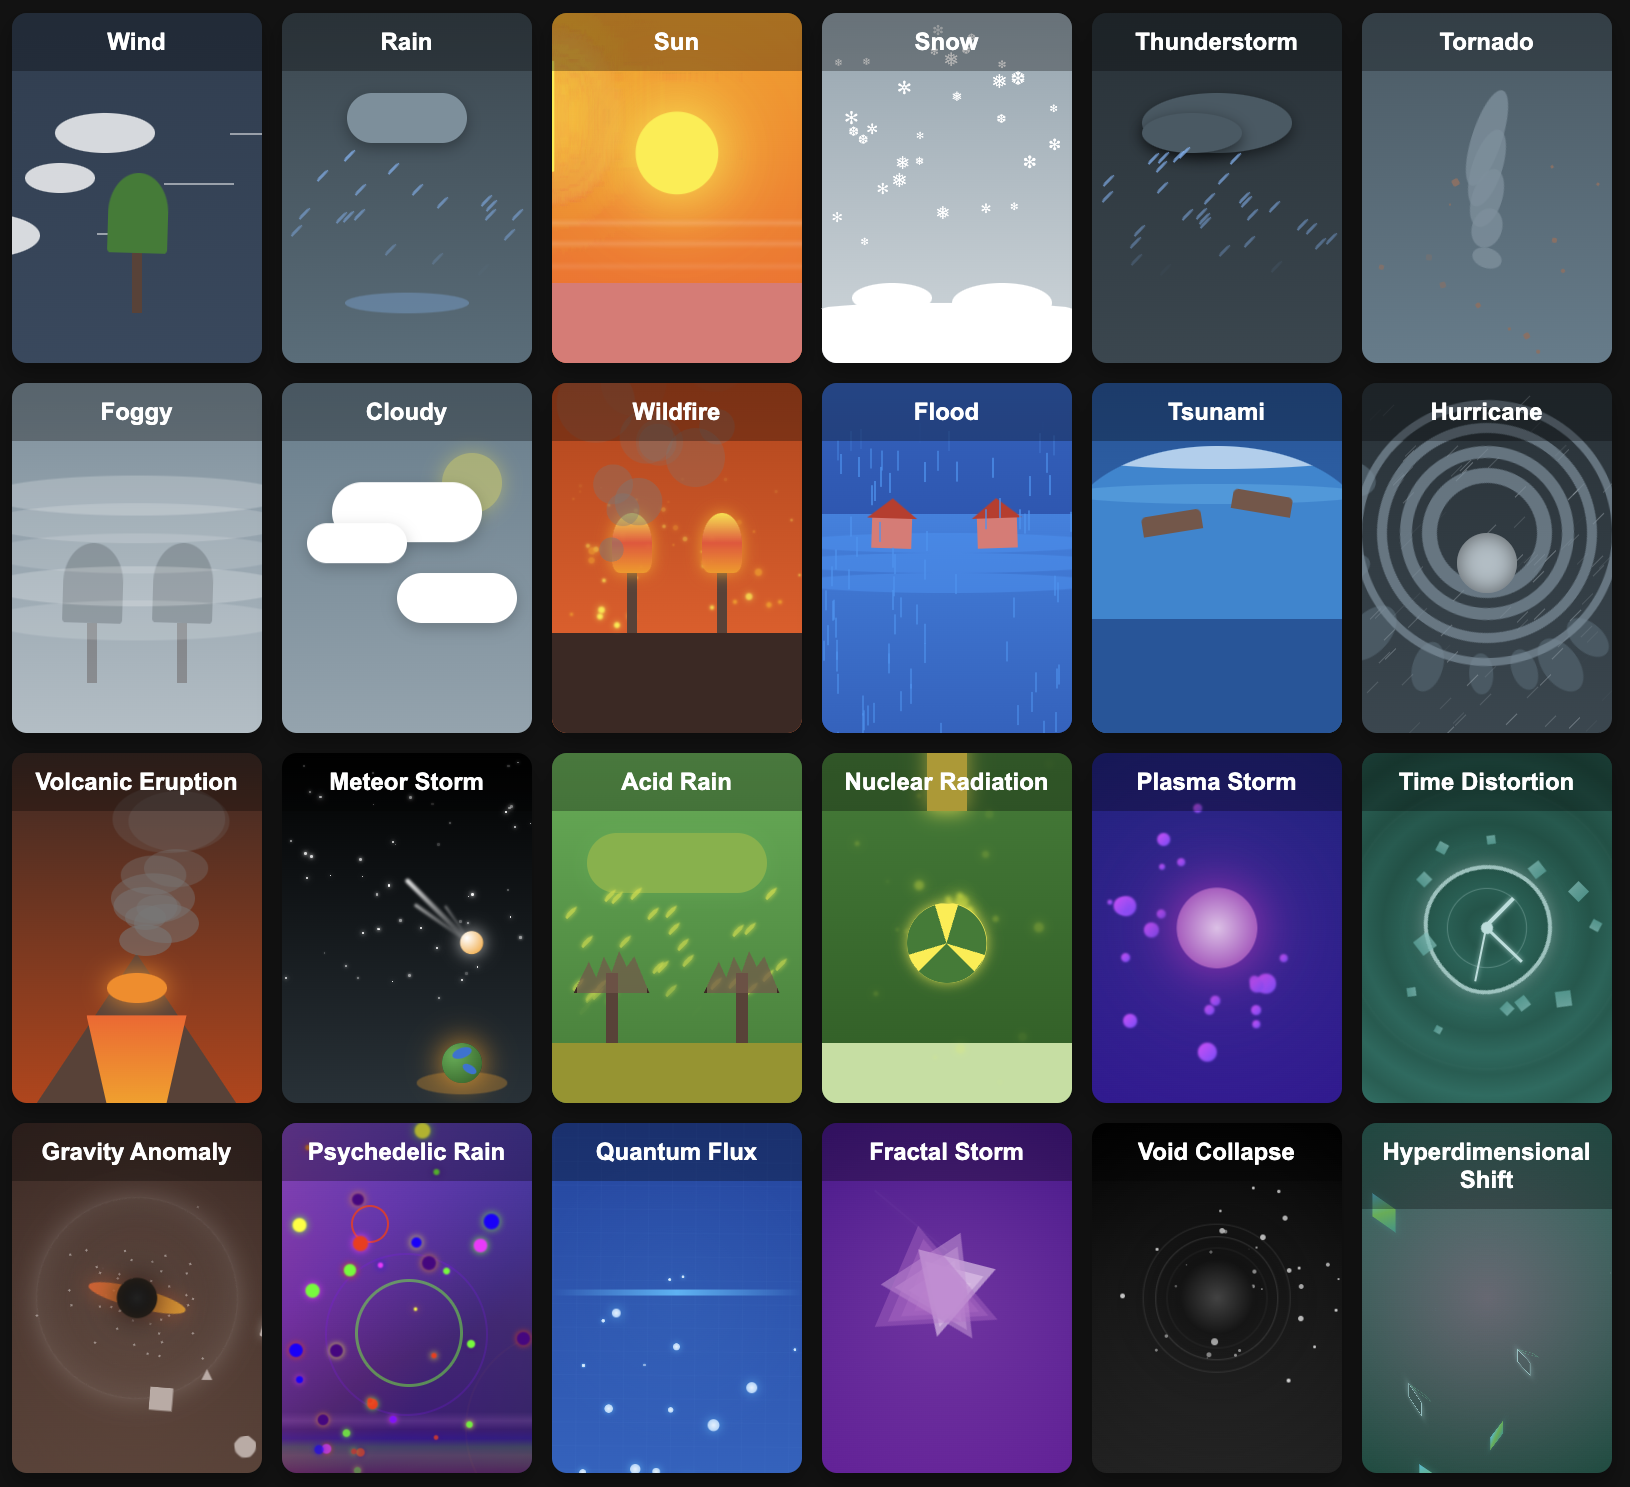 Wind
Rain
Sun
Snow
Thunderstorm
Tornado
Foggy
Cloudy
Wildfire
Flood
Tsunami
Hurricane
Volcanic Eruption
Meteor Storm
Acid Rain
Nuclear Radiation
Plasma Storm
Time Distortion
Gravity Anomaly
Psychedelic Rain
Quantum Flux
Fractal Storm
Void Collapse
Hyperdimensional
Shift